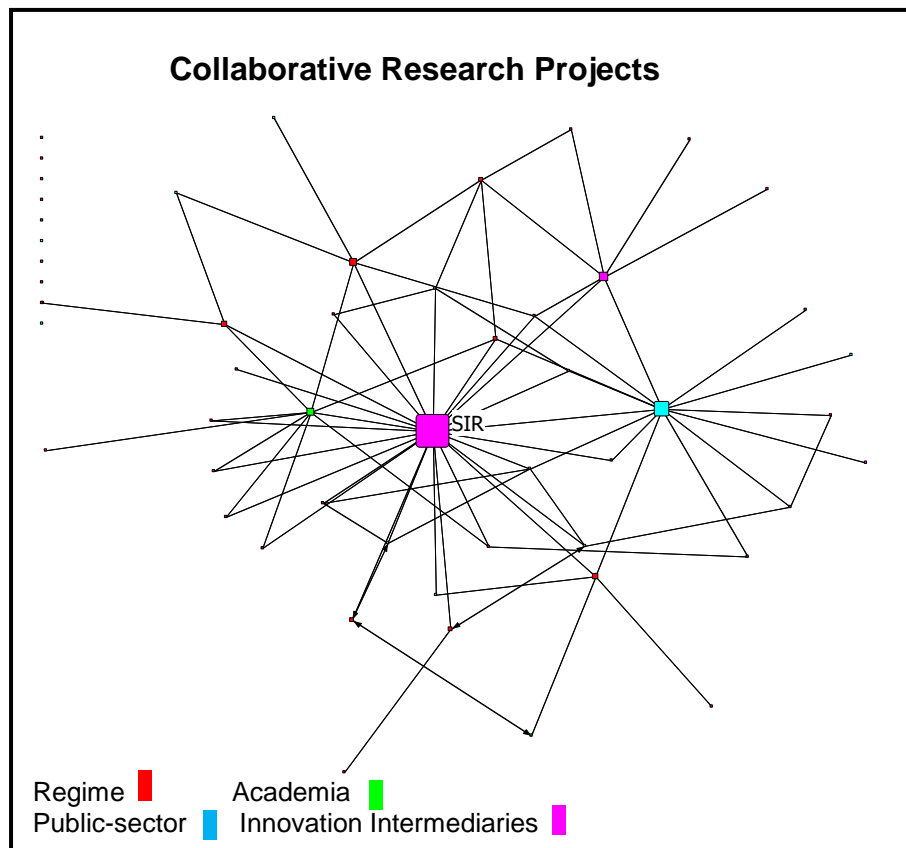 Collaborative Research Projects
SIR
Regime Academia
Public-sector Innovation Intermediaries